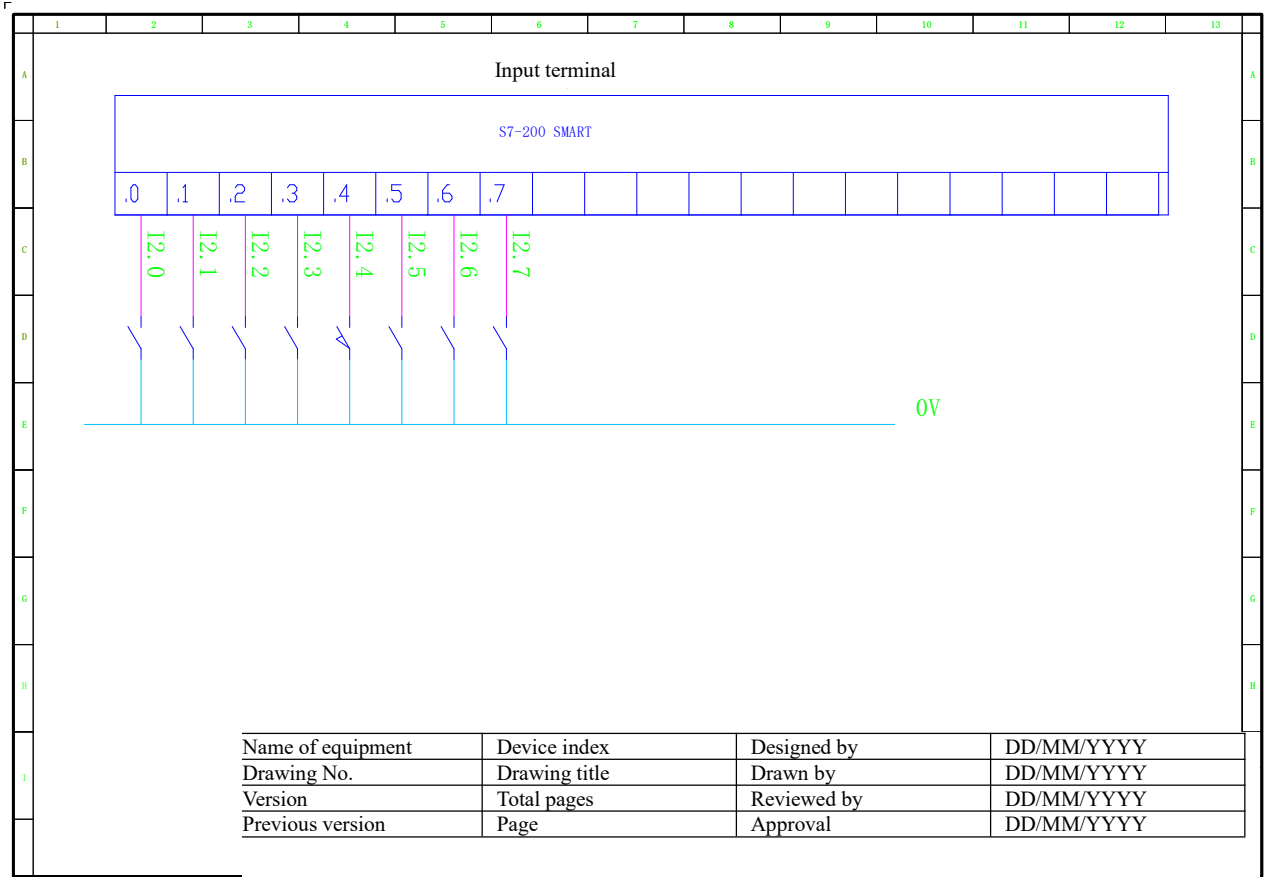 1 2 3 4 5 6 7 8 9 10 11 12 13
A Input terminal A
S7-200 SMART
B B
.0 .1 .2 .3 .4 .5 .6 .7
I2.0 I2.1 I2.2 I2.3 I2.4 I2.5 I2.6 I2.7
C C
D D
0V
E E
F F
G G
H H
Name of equipment Device index Designed by DD/MM/YYYY
Drawing No. Drawing title Drawn by DD/MM/YYYY
I
Version Total pages Reviewed by DD/MM/YYYY
Previous version Page Approval DD/MM/YYYY